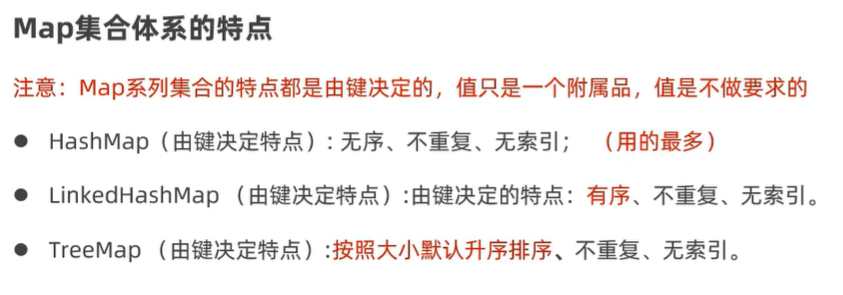 Map集合体系的特点
注意：Map系列集合的特点都是由键决定的，值只是一个附属品，值是不做要求的
● HashMap（由键决定特点）: 无序、不重复、无索引； （用的最多）
● LinkedHashMap （由键决定特点）:由键决定的特点：有序、不重复、无索引。
● TreeMap （由键决定特点）:按照大小默认升序排序、不重复、无索引。